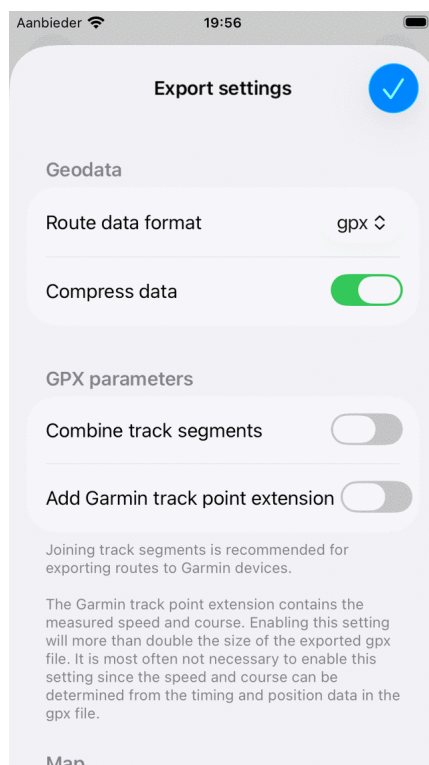 Aanbieder 19:56
Export settings
Geodata
Route data format gpx
Compress data
GPX parameters
Combine track segments
Add Garmin track point extension
Joining track segments is recommended for
exporting routes to Garmin devices.
The Garmin track point extension contains the
measured speed and course. Enabling this setting
will more than double the size of the exported gpx
file. It is most often not necessary to enable this
setting since the speed and course can be
determined from the timing and position data in the
gpx file.
Map